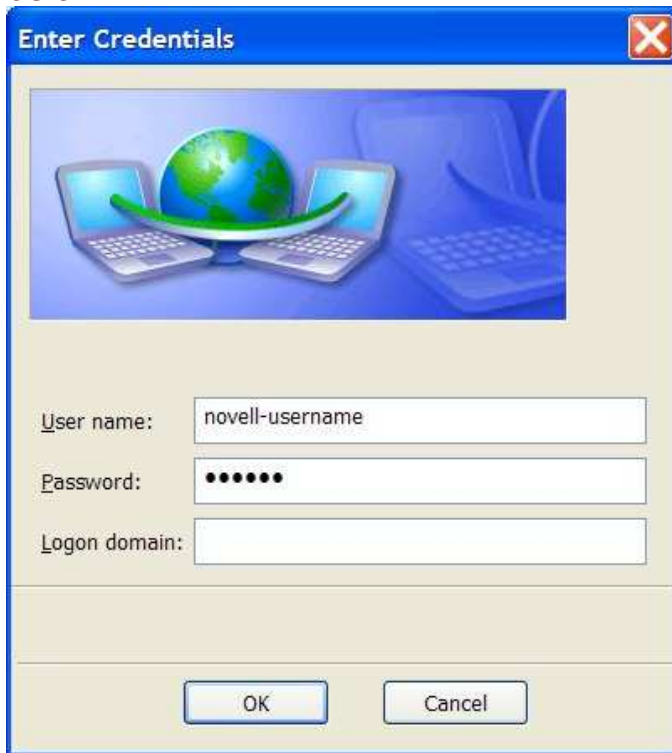 Enter Credentials
User name: novell-username
Password: ●●●●●●
Logon domain:
OK Cancel